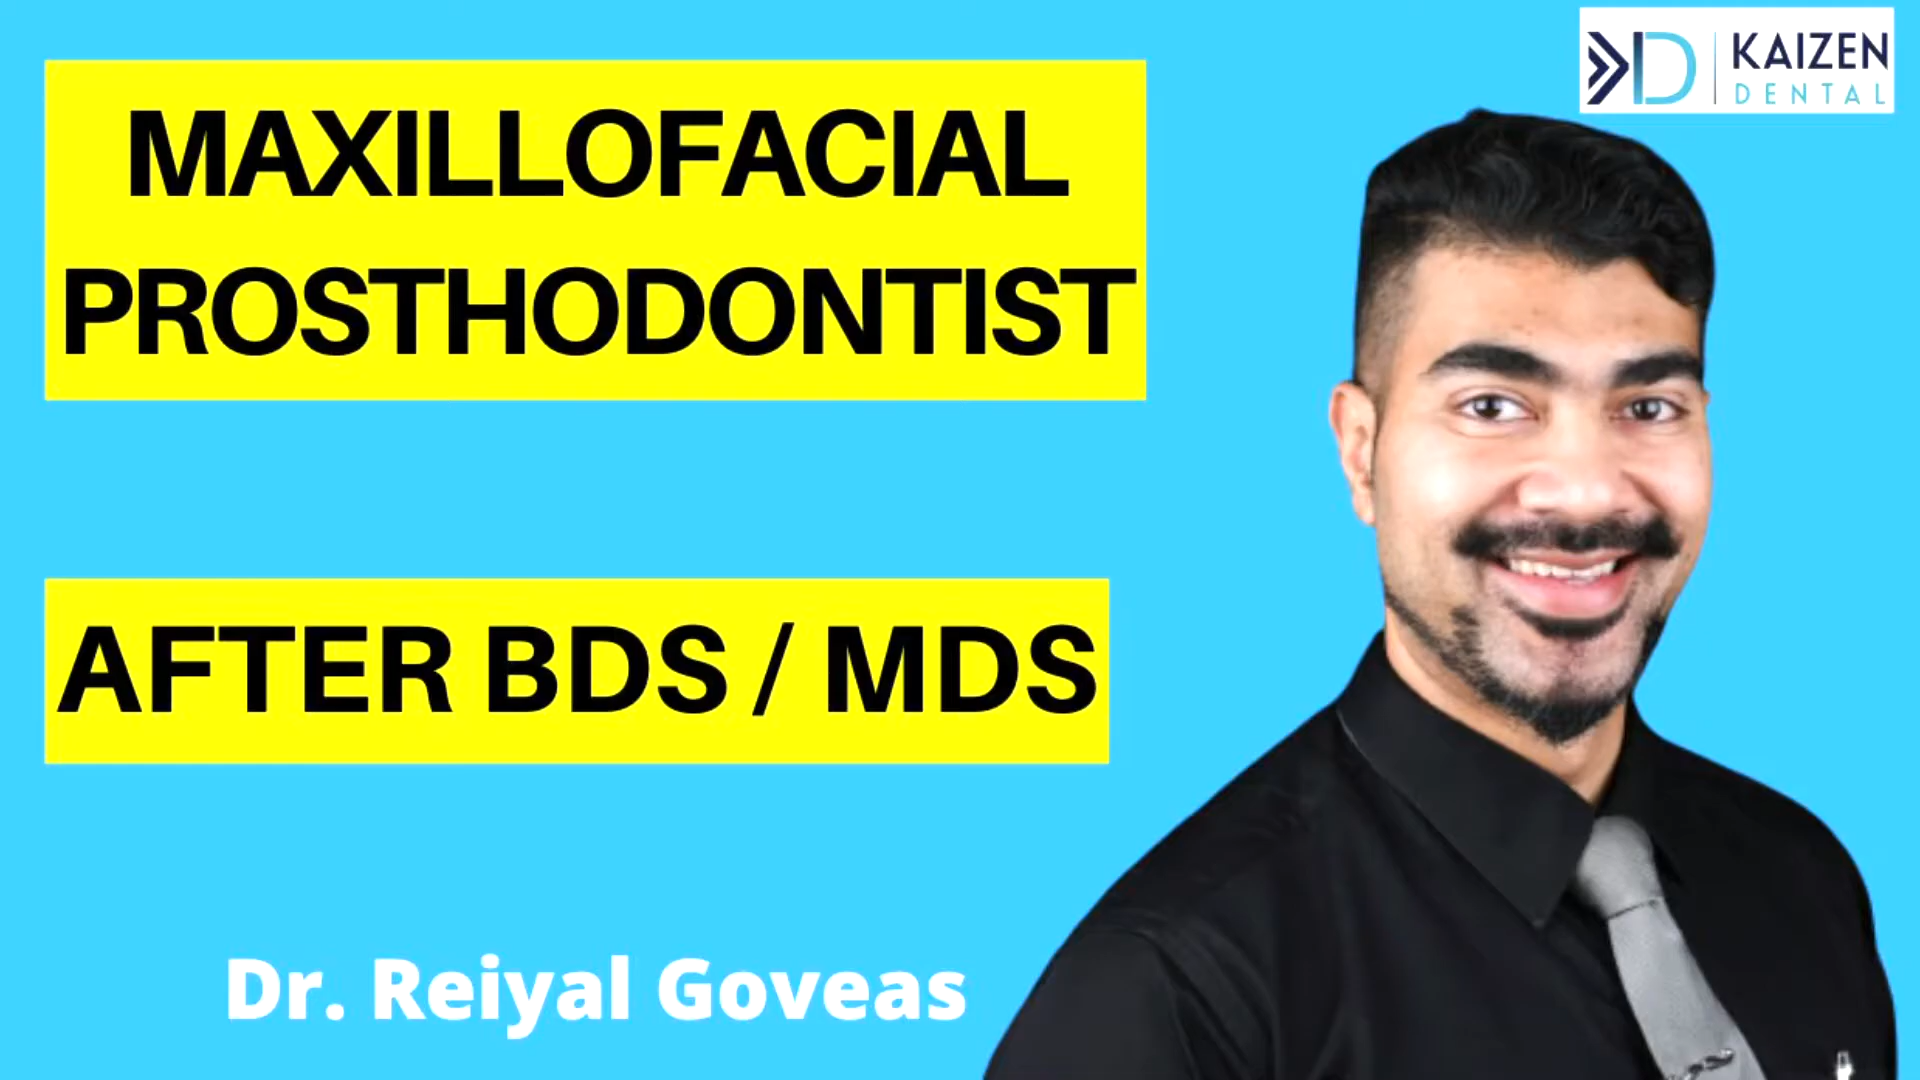 KAIZEN
DENTAL
MAXILLOFACIAL
PROSTHODONTIST
AFTER BDS / MDS
Dr. Reiyal Goveas